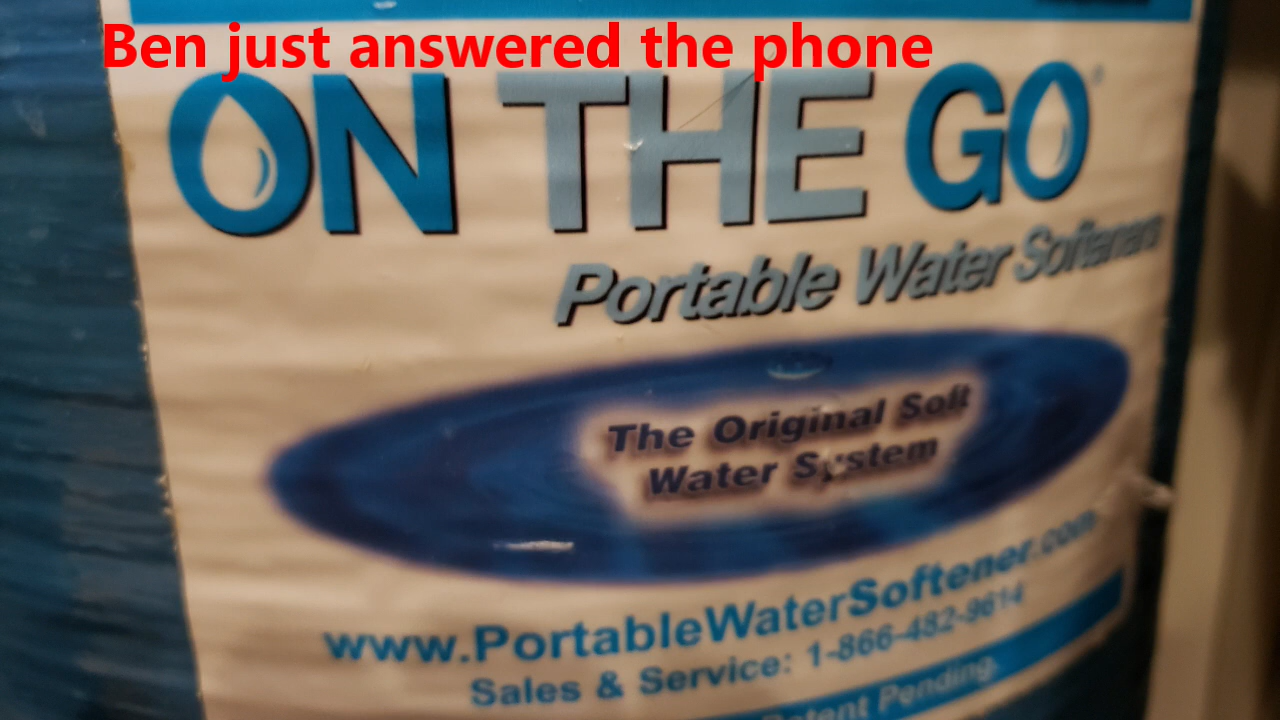 Ben just answered the phone
ON THE GO®
Portable Water Softeners
The Original Soft
Water System
www.PortableWaterSoftener.com
Sales & Service: 1-866-482-9614
Patent Pending.